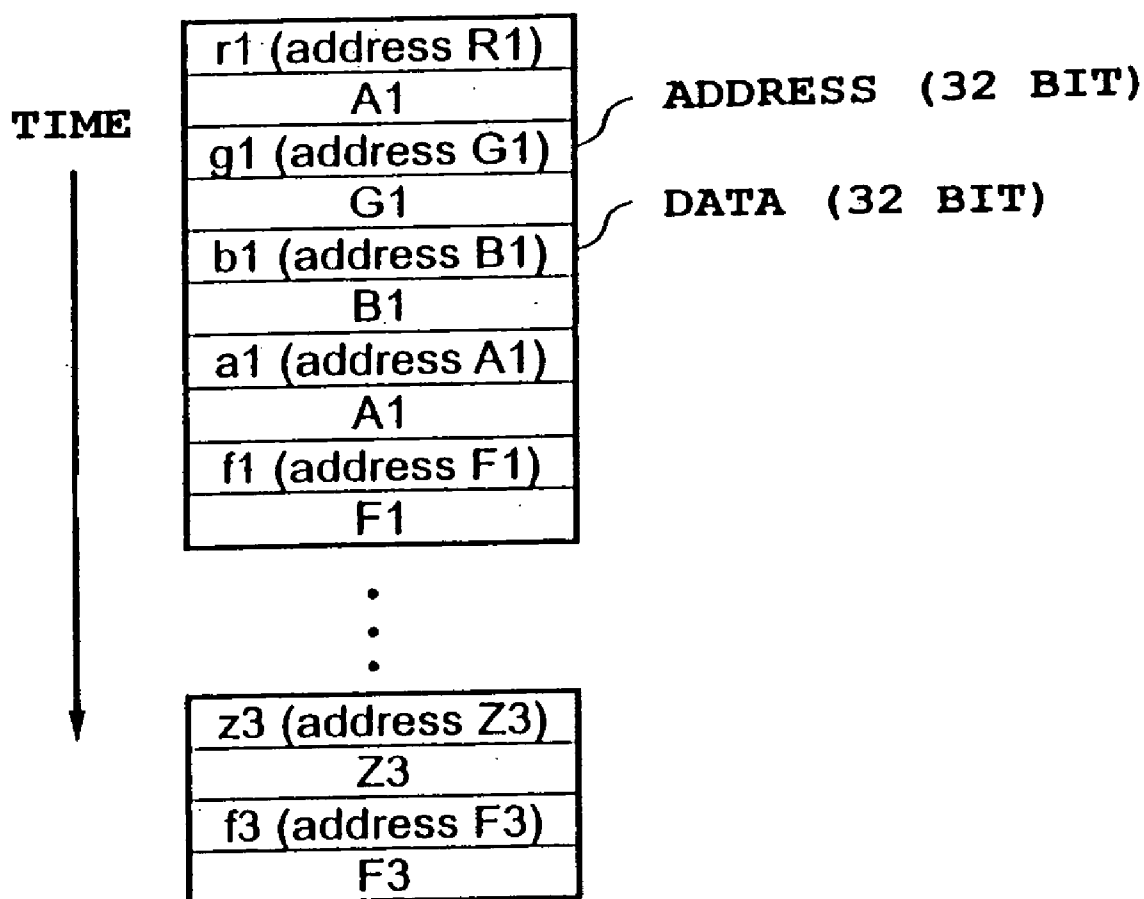 r1 (address R1)
A1
TIME
ADDRESS (32 BIT)
g1 (address G1)
G1
DATA (32 BIT)
b1 (address B1)
B1
a1 (address A1)
A1
f1 (address F1)
F1
z3 (address Z3)
Z3
f3 (address F3)
F3